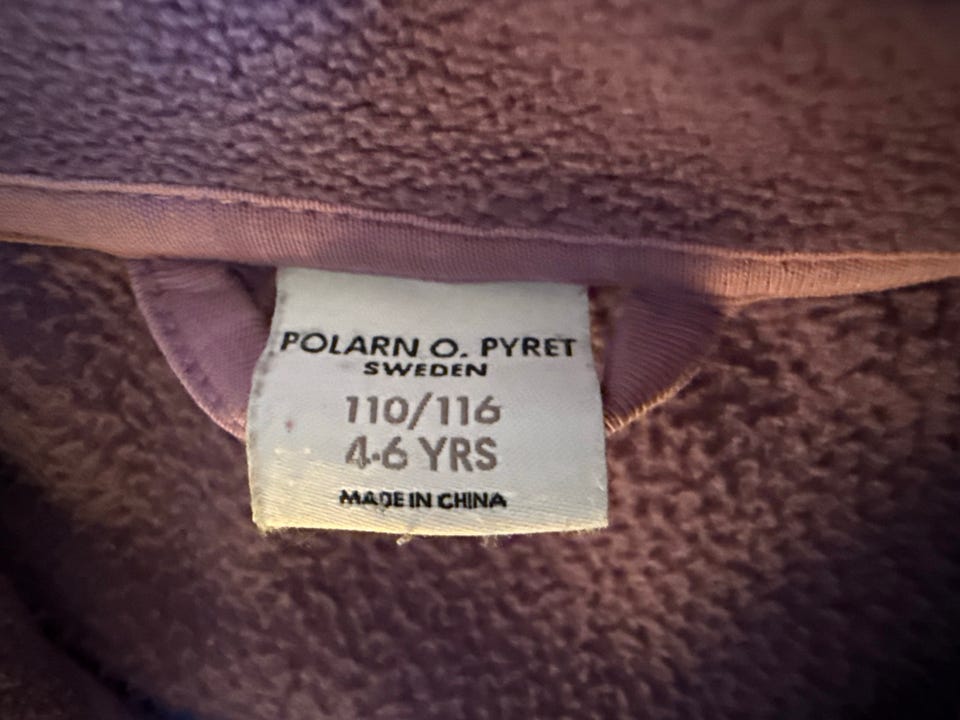 POLARN O. PYRET
SWEDEN
110/116
4-6 YRS
MADE IN CHINA